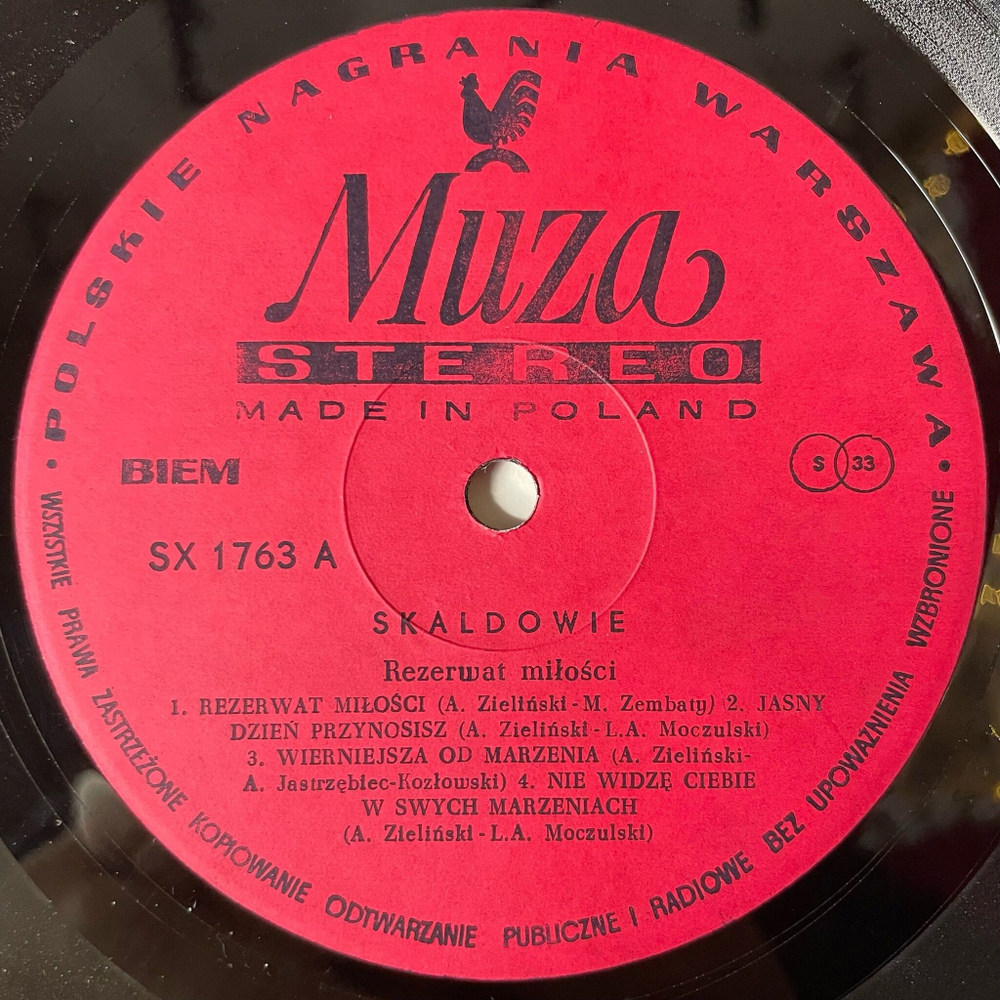 • POLSKIE NAGRANIA WARSZAWA •
Muza
STEREO
MADE IN POLAND
BIEM
S 33
SX 1763 A
SKALDOWIE
Rezerwat miłości
1. REZERWAT MIŁOŚCI (A. Zieliński-M. Zembaty) 2. JASNY
DZIEŃ PRZYNOSISZ (A. Zieliński-L.A. Moczulski)
3. WIERNIEJSZA OD MARZENIA (A. Zieliński-
A. Jastrzębiec-Kozłowski) 4. NIE WIDZĘ CIEBIE
W SWYCH MARZENIACH
(A. Zieliński-L.A. Moczulski)
WSZYSTKIE PRAWA ZASTRZEŻONE KOPIOWANIE ODTWARZANIE PUBLICZNE I RADIOWE BEZ UPOWAŻNIENIA WZBRONIONE